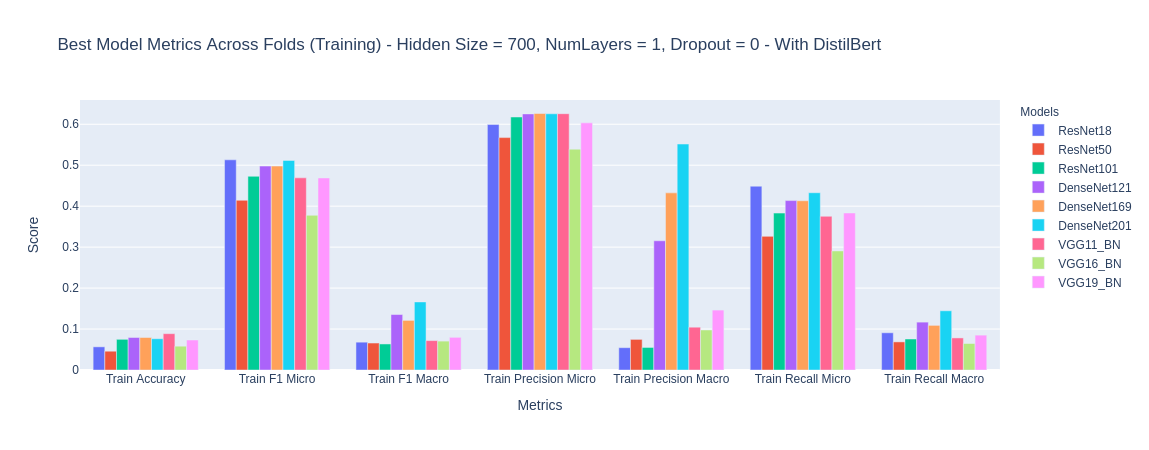 Best Model Metrics Across Folds (Training) - Hidden Size = 700, NumLayers = 1, Dropout = 0 - With DistilBert
Models
ResNet18
ResNet50
ResNet101
DenseNet121
DenseNet169
DenseNet201
VGG11_BN
VGG16_BN
VGG19_BN
Score
0.6
0.5
0.4
0.3
0.2
0.1
0
Train Accuracy
Train F1 Micro
Train F1 Macro
Train Precision Micro
Train Precision Macro
Train Recall Micro
Train Recall Macro
Metrics